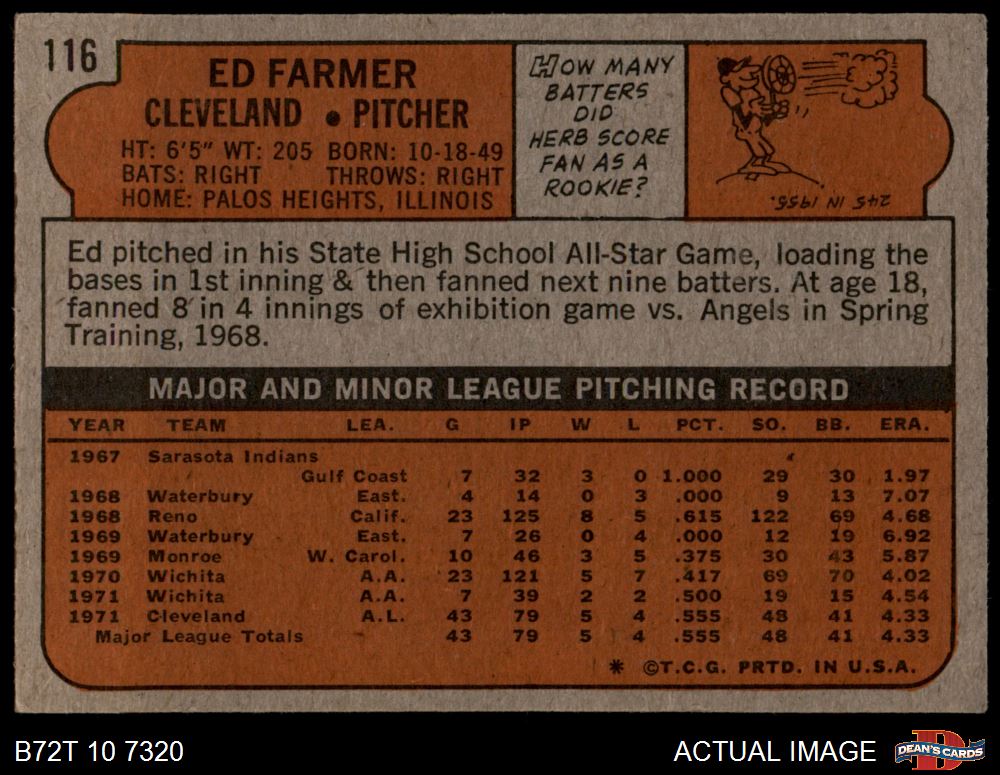 116
ED FARMER
CLEVELAND • PITCHER
HT: 6'5" WT: 205 BORN: 10-18-49
BATS: RIGHT THROWS: RIGHT
HOME: PALOS HEIGHTS, ILLINOIS
HOW MANY
BATTERS
DID
HERB SCORE
FAN AS A
ROOKIE?
245 IN 1955.
Ed pitched in his State High School All-Star Game, loading the
bases in 1st inning & then fanned next nine batters. At age 18,
fanned 8 in 4 innings of exhibition game vs. Angels in Spring
Training, 1968.
MAJOR AND MINOR LEAGUE PITCHING RECORD
YEAR TEAM LEA. G IP W L PCT. SO. BB. ERA.
1967 Sarasota Indians
Gulf Coast 7 32 3 0 1.000 29 30 1.97
1968 Waterbury East. 4 14 0 3 .000 9 13 7.07
1968 Reno Calif. 23 125 8 5 .615 122 69 4.68
1969 Waterbury East. 7 26 0 4 .000 12 19 6.92
1969 Monroe W. Carol. 10 46 3 5 .375 30 43 5.87
1970 Wichita A.A. 23 121 5 7 .417 69 70 4.02
1971 Wichita A.A. 7 39 2 2 .500 19 15 4.54
1971 Cleveland A.L. 43 79 5 4 .555 48 41 4.33
Major League Totals 43 79 5 4 .555 48 41 4.33
* ©T.C.G. PRTD. IN U.S.A.
B72T 10 7320
ACTUAL IMAGE
DEAN'S CARDS